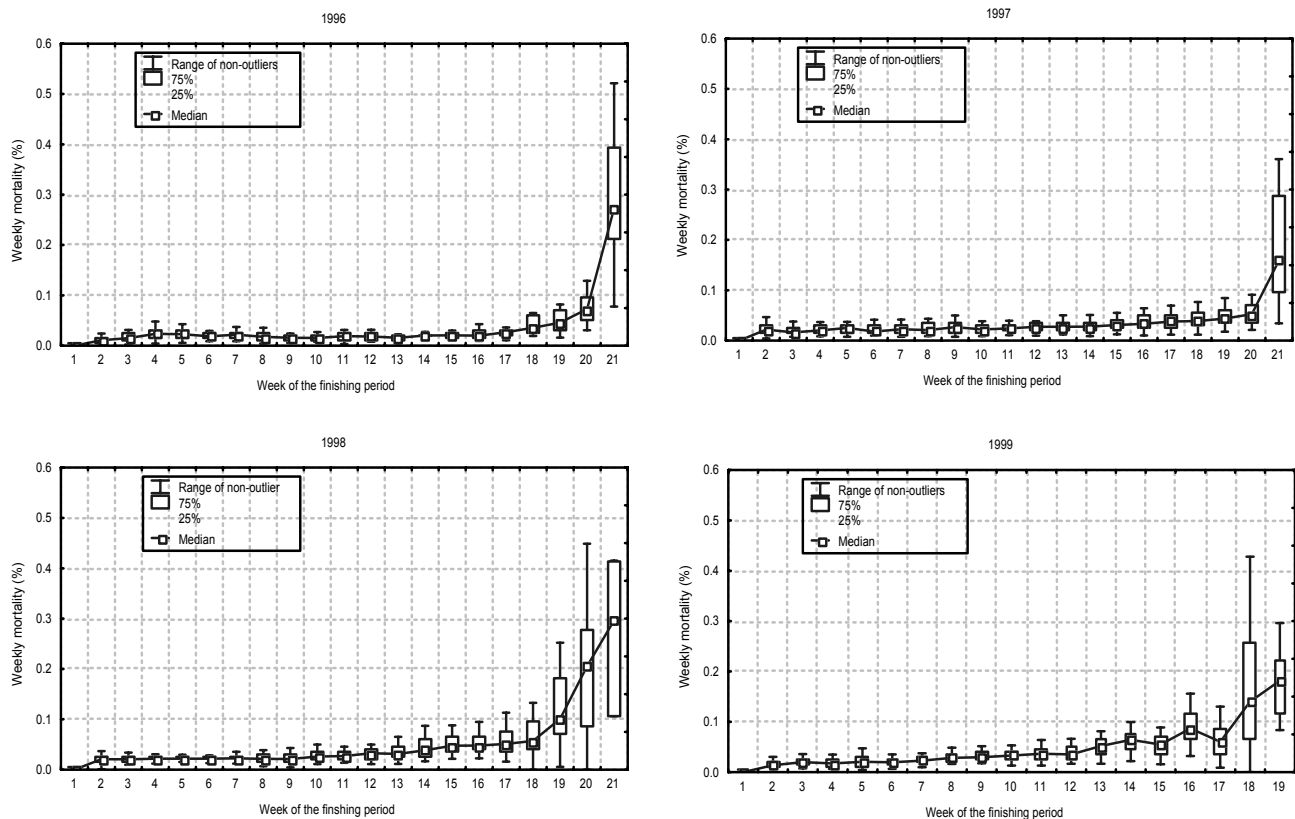 1996
0.6
0.5
0.4
0.3
0.2
0.1
0.0
Weekly mortality (%)
Range of non-outliers
75%
25%
Median
1 2 3 4 5 6 7 8 9 10 11 12 13 14 15 16 17 18 19 20 21
Week of the finishing period
1997
0.6
0.5
0.4
0.3
0.2
0.1
0.0
Weekly mortality (%)
Range of non-outliers
75%
25%
Median
1 2 3 4 5 6 7 8 9 10 11 12 13 14 15 16 17 18 19 20 21
Week of the finishing period
1998
0.6
0.5
0.4
0.3
0.2
0.1
0.0
Weekly mortality (%)
Range of non-outlier
75%
25%
Median
1 2 3 4 5 6 7 8 9 10 11 12 13 14 15 16 17 18 19 20 21
Week of the finshing period
1999
0.6
0.5
0.4
0.3
0.2
0.1
0.0
Weekly mortality (%)
Range of non-outliers
75%
25%
Median
1 2 3 4 5 6 7 8 9 10 11 12 13 14 15 16 17 18 19
Week of the finishing period